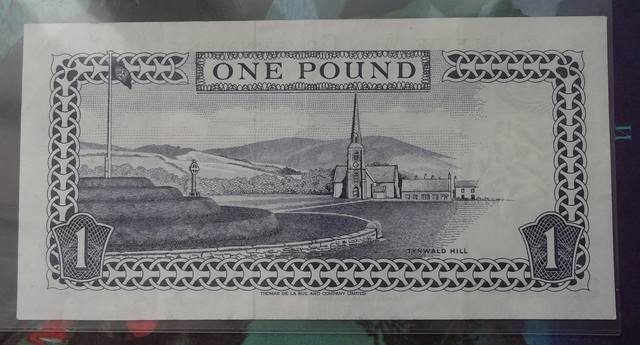 ONE POUND
TYNWALD HILL
1
1
THOMAS DE LA RUE AND COMPANY LIMITED